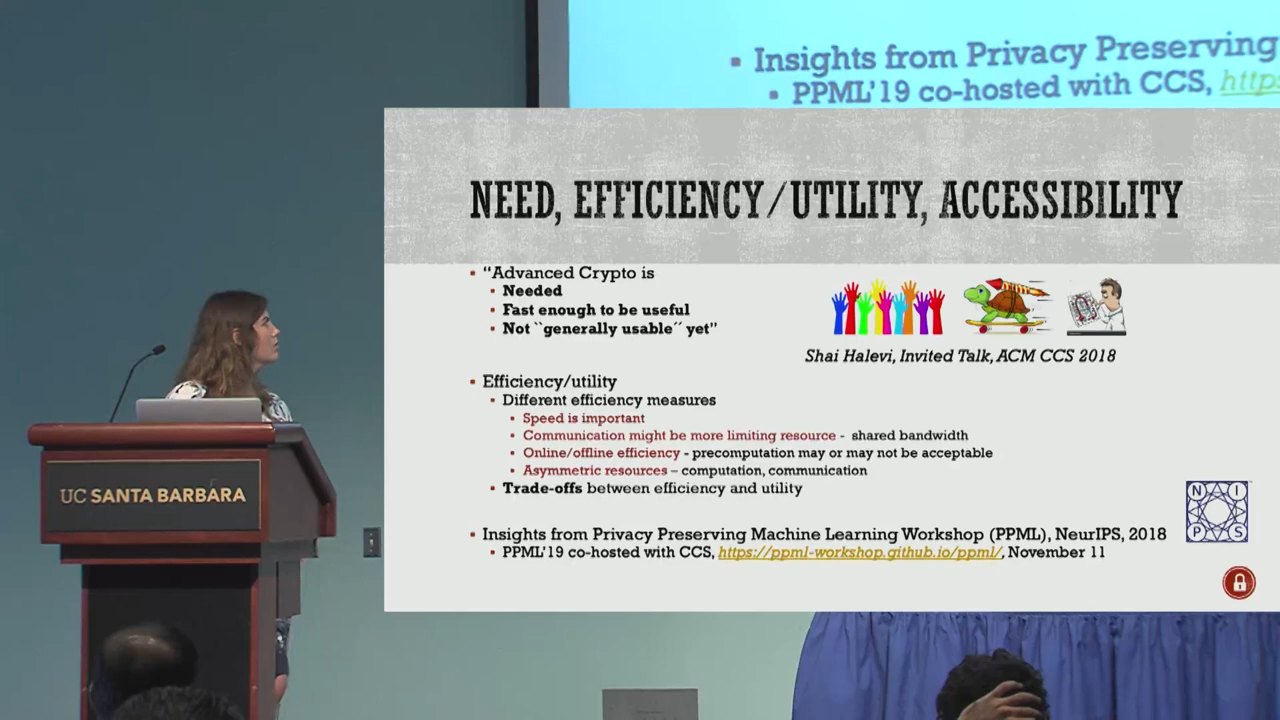 ▪ Insights from Privacy Preserving
▪ PPML'19 co-hosted with CCS, https
NEED, EFFICIENCY/UTILITY, ACCESSIBILITY
▪ “Advanced Crypto is
▪ Needed
▪ Fast enough to be useful
▪ Not ``generally usable´´ yet”
Shai Halevi, Invited Talk, ACM CCS 2018
▪ Efficiency/utility
▪ Different efficiency measures
▪ Speed is important
▪ Communication might be more limiting resource - shared bandwidth
▪ Online/offline efficiency - precomputation may or may not be acceptable
▪ Asymmetric resources – computation, communication
▪ Trade-offs between efficiency and utility
▪ Insights from Privacy Preserving Machine Learning Workshop (PPML), NeurIPS, 2018
▪ PPML'19 co-hosted with CCS, https://ppml-workshop.github.io/ppml/, November 11
N I
P S
UC SANTA BARBARA